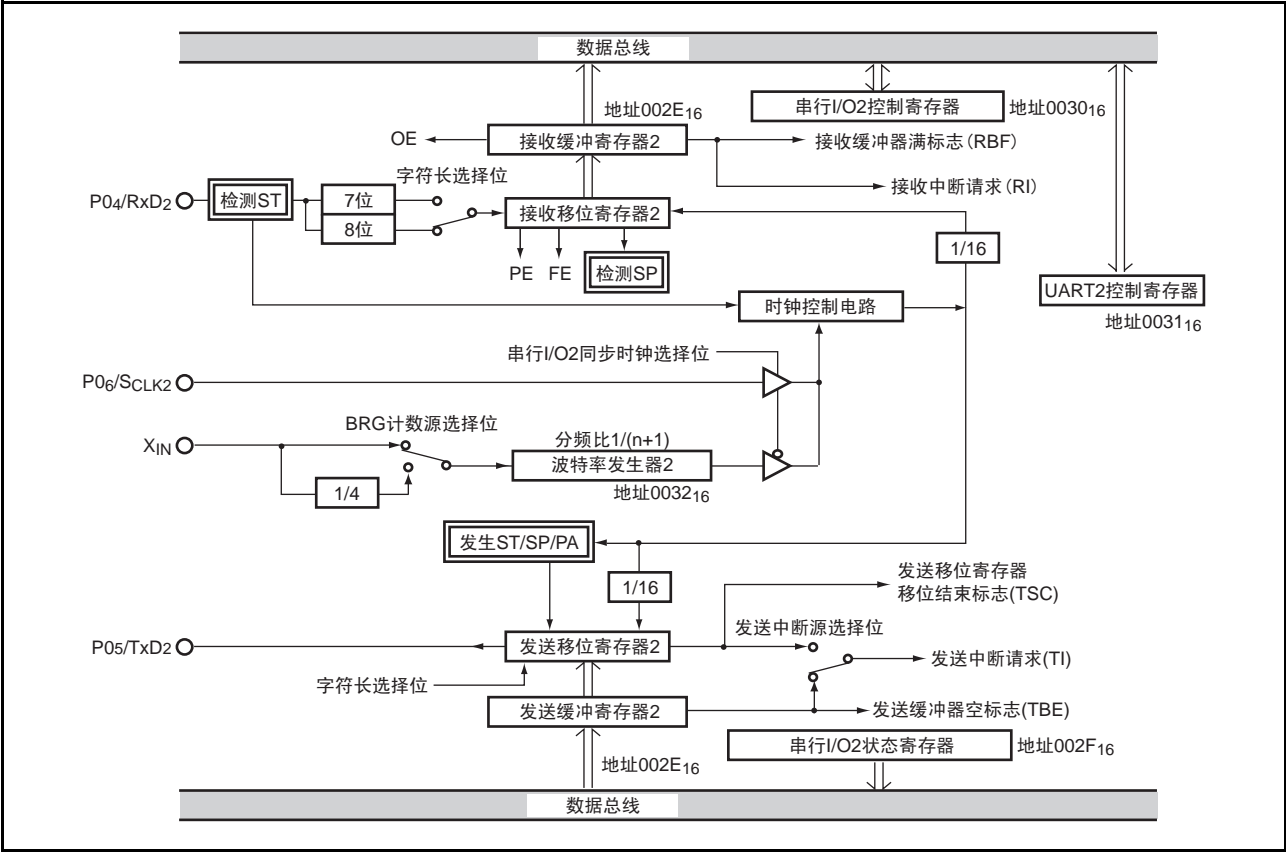 数据总线
地址002E16
串行I/O2控制寄存器
地址003016
OE
接收缓冲寄存器2
接收缓冲器满标志(RBF)
字符长选择位
接收中断请求(RI)
P04/RxD2
检测ST
7位
8位
接收移位寄存器2
1/16
PE
FE
检测SP
UART2控制寄存器
时钟控制电路
地址003116
串行I/O2同步时钟选择位
P06/SCLK2
BRG计数源选择位
XIN
分频比1/(n+1)
波特率发生器2
1/4
地址003216
发生ST/SP/PA
1/16
发送移位寄存器
移位结束标志(TSC)
发送中断源选择位
P05/TxD2
发送移位寄存器2
发送中断请求(TI)
字符长选择位
发送缓冲寄存器2
发送缓冲器空标志(TBE)
串行I/O2状态寄存器
地址002F16
地址002E16
数据总线